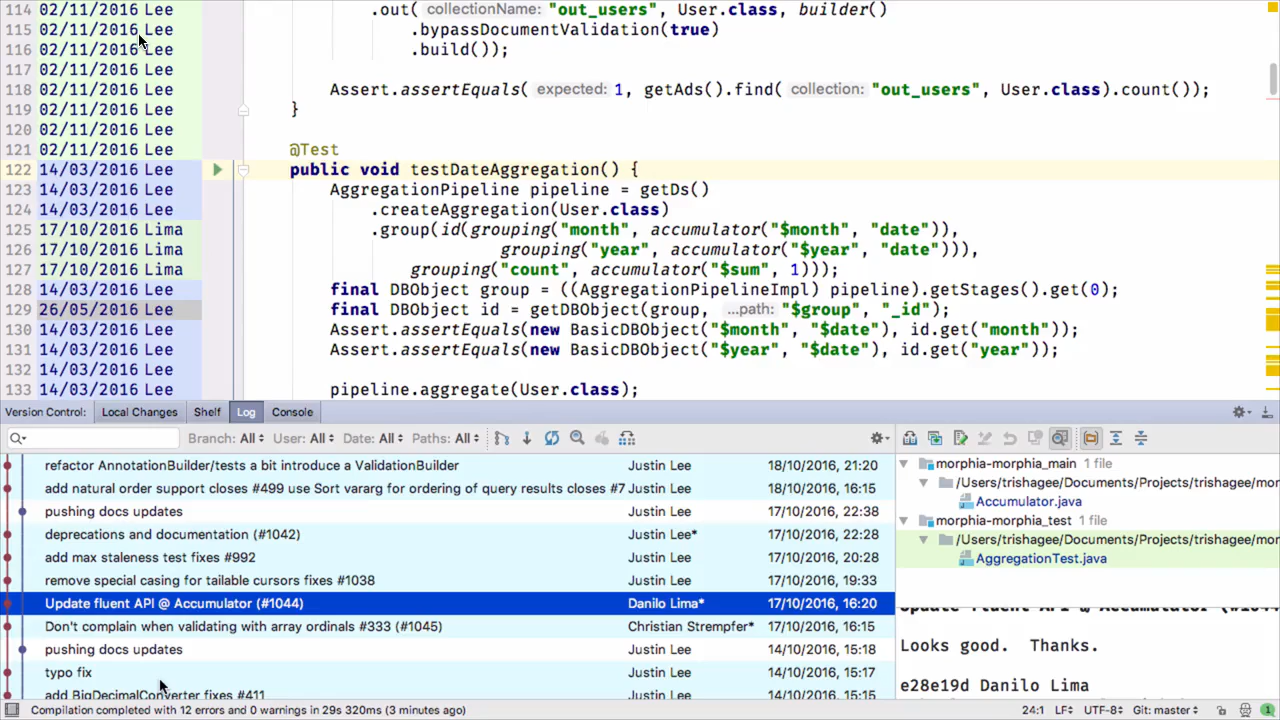 114 02/11/2016 Lee .out( collectionName: "out_users", User.class, builder()
115 02/11/2016 Lee .bypassDocumentValidation(true)
116 02/11/2016 Lee .build());
117 02/11/2016 Lee
118 02/11/2016 Lee Assert.assertEquals( expected: 1, getAds().find( collection: "out_users", User.class).count());
119 02/11/2016 Lee }
120 02/11/2016 Lee
121 02/11/2016 Lee @Test
122 14/03/2016 Lee public void testDateAggregation() {
123 14/03/2016 Lee AggregationPipeline pipeline = getDs()
124 14/03/2016 Lee .createAggregation(User.class)
125 17/10/2016 Lima .group(id(grouping("month", accumulator("$month", "date")),
126 17/10/2016 Lima grouping("year", accumulator("$year", "date"))),
127 17/10/2016 Lima grouping("count", accumulator("$sum", 1)));
128 14/03/2016 Lee final DBObject group = ((AggregationPipelineImpl) pipeline).getStages().get(0);
129 26/05/2016 Lee final DBObject id = getDBObject(group, ...path: "$group", "_id");
130 14/03/2016 Lee Assert.assertEquals(new BasicDBObject("$month", "$date"), id.get("month"));
131 14/03/2016 Lee Assert.assertEquals(new BasicDBObject("$year", "$date"), id.get("year"));
132 14/03/2016 Lee
133 14/03/2016 Lee pipeline.aggregate(User.class);
Version Control: Local Changes Shelf Log Console
Branch: All User: All Date: All Paths: All
refactor AnnotationBuilder/tests a bit introduce a ValidationBuilder Justin Lee 18/10/2016, 21:20
add natural order support closes #499 use Sort vararg for ordering of query results closes #7 Justin Lee 18/10/2016, 16:15
pushing docs updates Justin Lee 17/10/2016, 22:38
deprecations and documentation (#1042) Justin Lee* 17/10/2016, 22:28
add max staleness test fixes #992 Justin Lee 17/10/2016, 20:28
remove special casing for tailable cursors fixes #1038 Justin Lee 17/10/2016, 19:33
Update fluent API @ Accumulator (#1044) Danilo Lima* 17/10/2016, 16:20
Don't complain when validating with array ordinals #333 (#1045) Christian Strempfer* 17/10/2016, 16:15
pushing docs updates Justin Lee 14/10/2016, 15:18
typo fix Justin Lee 14/10/2016, 15:17
add BigDecimalConverter fixes #411 Justin Lee 14/10/2016, 15:15
morphia-morphia_main 1 file
/Users/trishagee/Documents/Projects/trishagee/mor
Accumulator.java
morphia-morphia_test 1 file
/Users/trishagee/Documents/Projects/trishagee/mor
AggregationTest.java
Update fluent API @ Accumulator (#1044
Looks good. Thanks.
e28e19d Danilo Lima
Compilation completed with 12 errors and 0 warnings in 29s 320ms (3 minutes ago) 24:1 LF UTF-8 Git: master 1